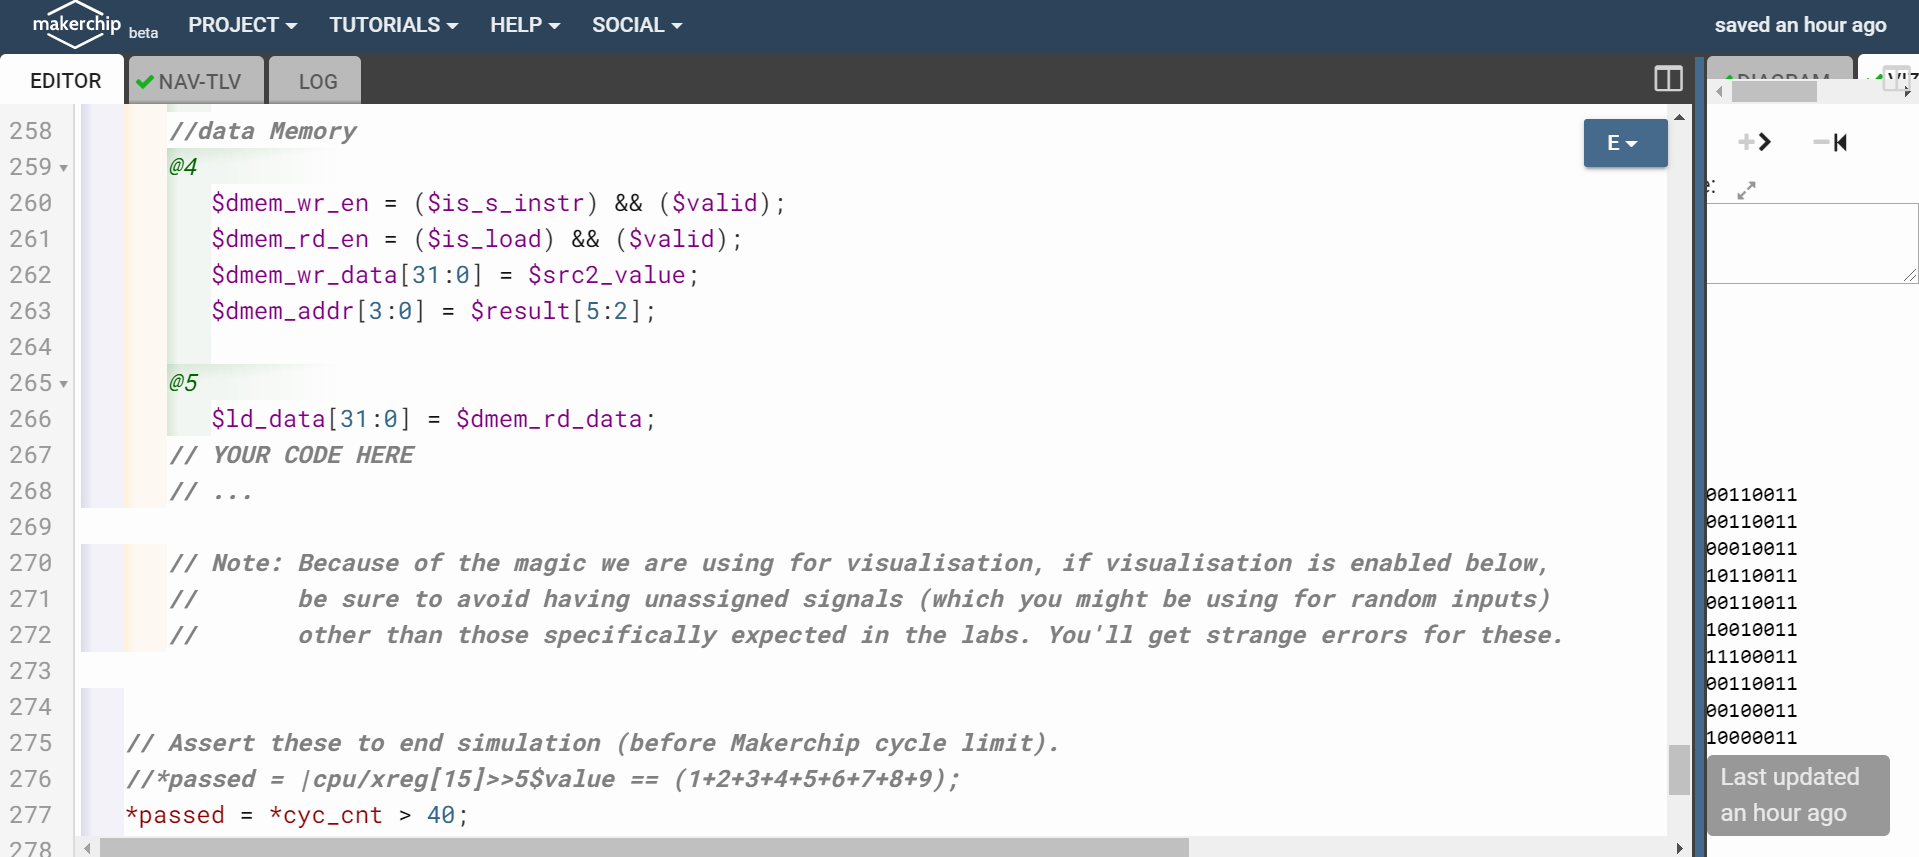 makerchip beta PROJECT TUTORIALS HELP SOCIAL saved an hour ago
EDITOR NAV-TLV LOG DIAGRAM
258 //data Memory
259 @4
260 $dmem_wr_en = ($is_s_instr) && ($valid);
261 $dmem_rd_en = ($is_load) && ($valid);
262 $dmem_wr_data[31:0] = $src2_value;
263 $dmem_addr[3:0] = $result[5:2];
264
265 @5
266 $ld_data[31:0] = $dmem_rd_data;
267 // YOUR CODE HERE
268 // ...
269
270 // Note: Because of the magic we are using for visualisation, if visualisation is enabled below,
271 //       be sure to avoid having unassigned signals (which you might be using for random inputs)
272 //       other than those specifically expected in the labs. You'll get strange errors for these.
273
274
275 // Assert these to end simulation (before Makerchip cycle limit).
276 //*passed = |cpu/xreg[15]>>5$value == (1+2+3+4+5+6+7+8+9);
277 *passed = *cyc_cnt > 40;
278
E
00110011
00110011
00010011
10110011
00110011
10010011
11100011
00110011
00100011
10000011
Last updated
an hour ago